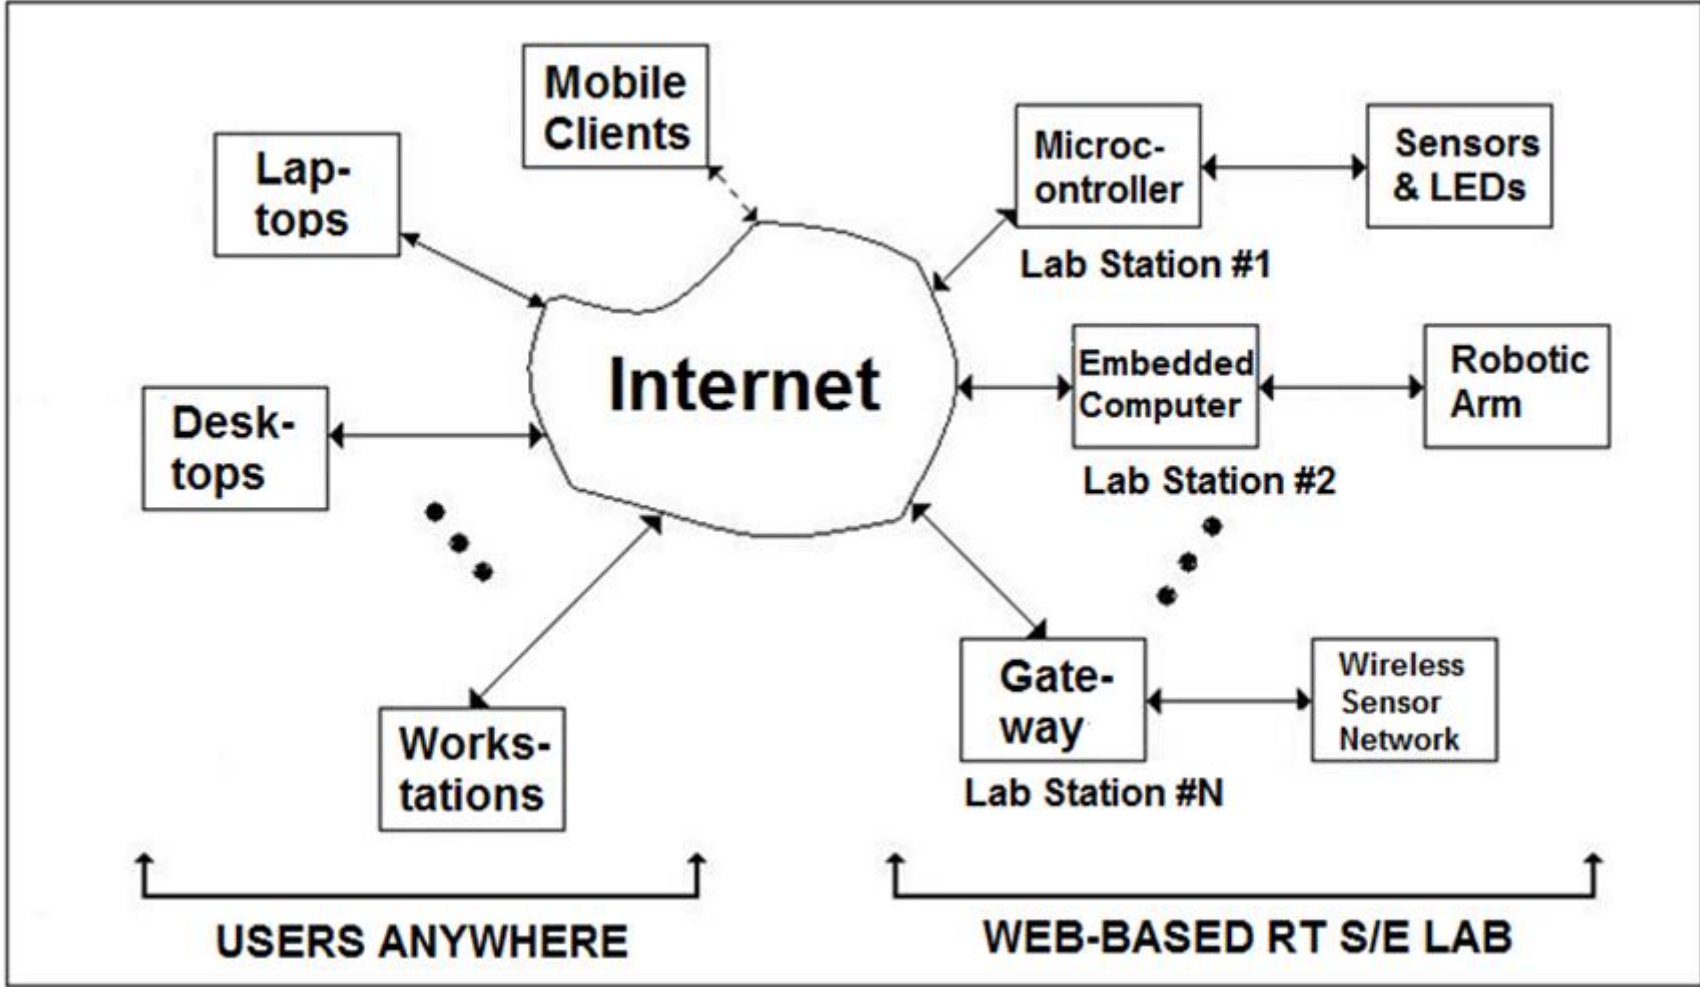 Mobile
Clients
Lap-
tops
Microc-
ontroller
Sensors
& LEDs
Lab Station #1
Internet
Embedded
Computer
Robotic
Arm
Lab Station #2
Desk-
tops
Gate-
way
Wireless
Sensor
Network
Lab Station #N
Works-
tations
USERS ANYWHERE
WEB-BASED RT S/E LAB